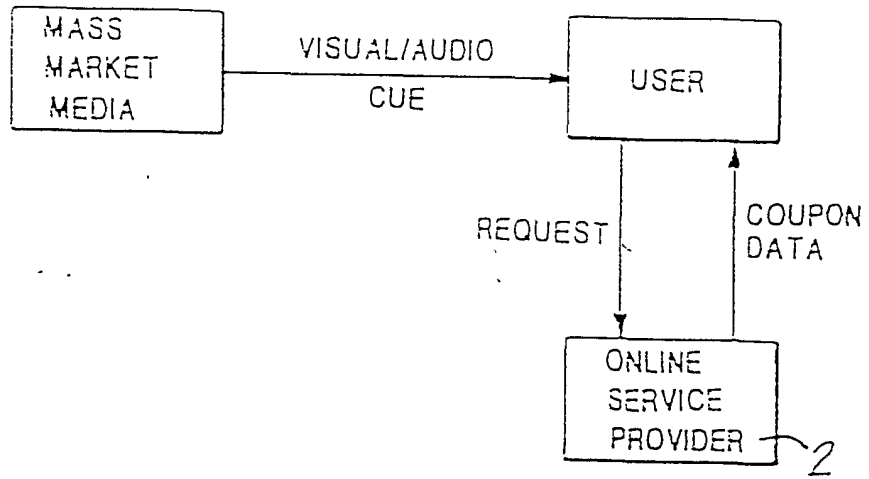 MASS
MARKET
MEDIA
VISUAL/AUDIO
CUE
USER
REQUEST
COUPON
DATA
ONLINE
SERVICE
PROVIDER
2